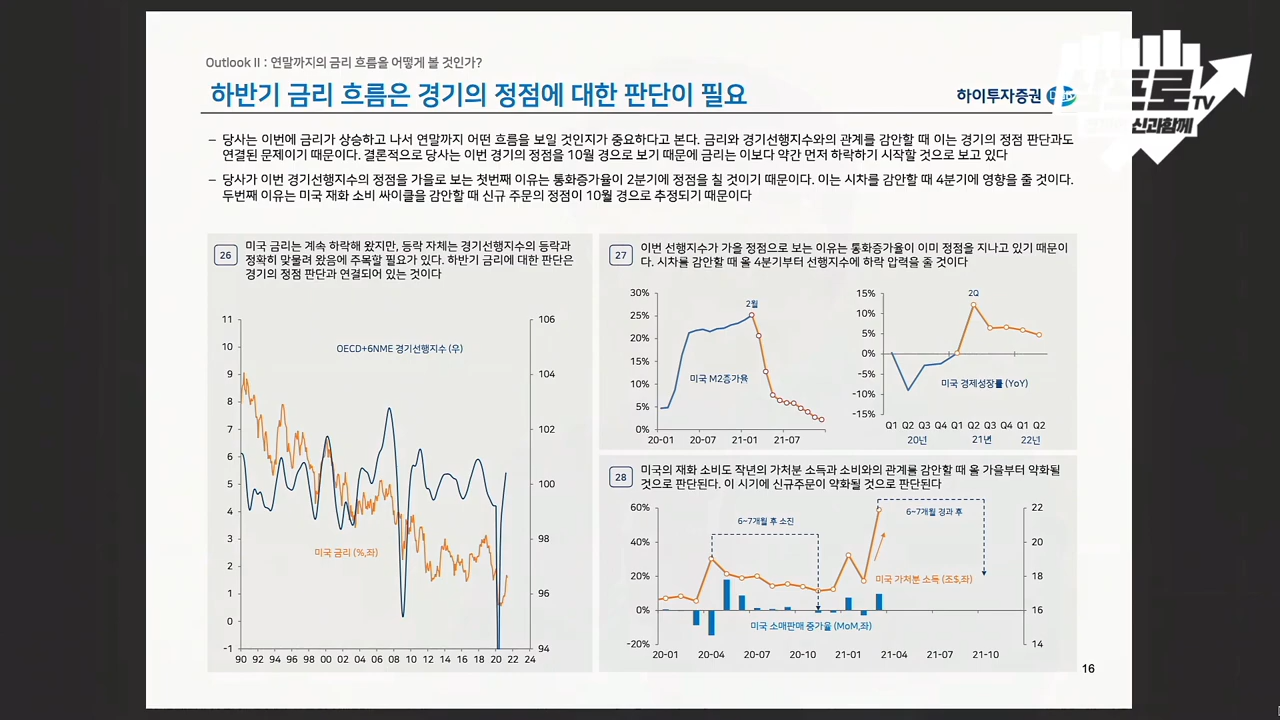 Outlook II : 연말까지의 금리 흐름을 어떻게 볼 것인가?
하반기 금리 흐름은 경기의 정점에 대한 판단이 필요
하이투자증권
TV
신과함께
– 당사는 이번에 금리가 상승하고 나서 연말까지 어떤 흐름을 보일 것인지가 중요하다고 본다. 금리와 경기선행지수와의 관계를 감안할 때 이는 경기의 정점 판단과도
연결된 문제이기 때문이다. 결론적으로 당사는 이번 경기의 정점을 10월 경으로 보기 때문에 금리는 이보다 약간 먼저 하락하기 시작할 것으로 보고 있다
– 당사가 이번 경기선행지수의 정점을 가을로 보는 첫번째 이유는 통화증가율이 2분기에 정점을 칠 것이기 때문이다. 이는 시차를 감안할 때 4분기에 영향을 줄 것이다.
두번째 이유는 미국 재화 소비 싸이클을 감안할 때 신규 주문의 정점이 10월 경으로 추정되기 때문이다
26
미국 금리는 계속 하락해 왔지만, 등락 자체는 경기선행지수의 등락과
정확히 맞물려 왔음에 주목할 필요가 있다. 하반기 금리에 대한 판단은
경기의 정점 판단과 연결되어 있는 것이다
11
10
9
8
7
6
5
4
3
2
1
0
-1
106
104
102
100
98
96
94
OECD+6NME 경기선행지수 (우)
미국 금리 (%,좌)
90 92 94 96 98 00 02 04 06 08 10 12 14 16 18 20 22 24
27
이번 선행지수가 가을 정점으로 보는 이유는 통화증가율이 이미 정점을 지나고 있기 때문이
다. 시차를 감안할 때 올 4분기부터 선행지수에 하락 압력을 줄 것이다
30%
25%
20%
15%
10%
5%
0%
2월
미국 M2증가율
20-01 20-07 21-01 21-07
15%
10%
5%
0%
-5%
-10%
-15%
2Q
미국 경제성장률 (YoY)
Q1 Q2 Q3 Q4 Q1 Q2 Q3 Q4 Q1 Q2
20년 21년 22년
28
미국의 재화 소비도 작년의 가처분 소득과 소비와의 관계를 감안할 때 올 가을부터 약화될
것으로 판단된다. 이 시기에 신규주문이 약화될 것으로 판단된다
60%
40%
20%
0%
-20%
22
20
18
16
14
6~7개월 후 소진
6~7개월 경과 후
미국 가처분 소득 (조$,좌)
미국 소매판매 증가율 (MoM,좌)
20-01 20-04 20-07 20-10 21-01 21-04 21-07 21-10
16